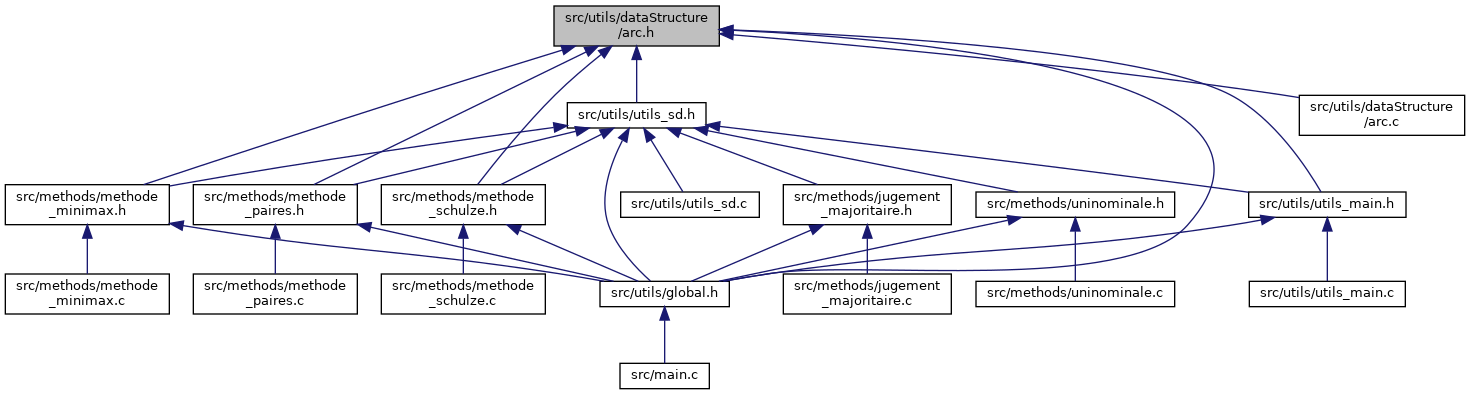 src/utils/dataStructure
/arc.h
src/utils/utils_sd.h
src/utils/dataStructure
/arc.c
src/methods/methode
_minimax.h
src/methods/methode
_paires.h
src/methods/methode
_schulze.h
src/utils/utils_sd.c
src/methods/jugement
_majoritaire.h
src/methods/uninominale.h
src/utils/utils_main.h
src/methods/methode
_minimax.c
src/methods/methode
_paires.c
src/methods/methode
_schulze.c
src/utils/global.h
src/methods/jugement
_majoritaire.c
src/methods/uninominale.c
src/utils/utils_main.c
src/main.c